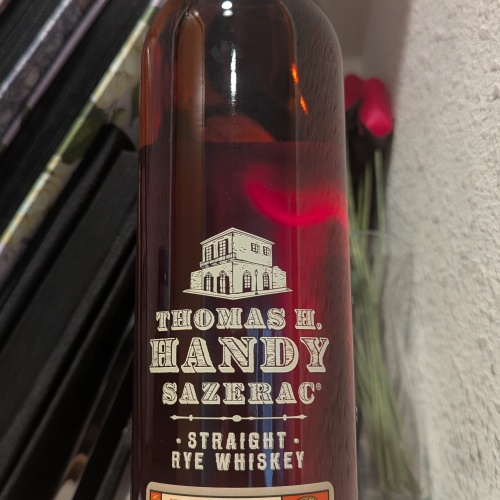 THOMAS H.
HANDY
SAZERAC®
· STRAIGHT ·
RYE WHISKEY